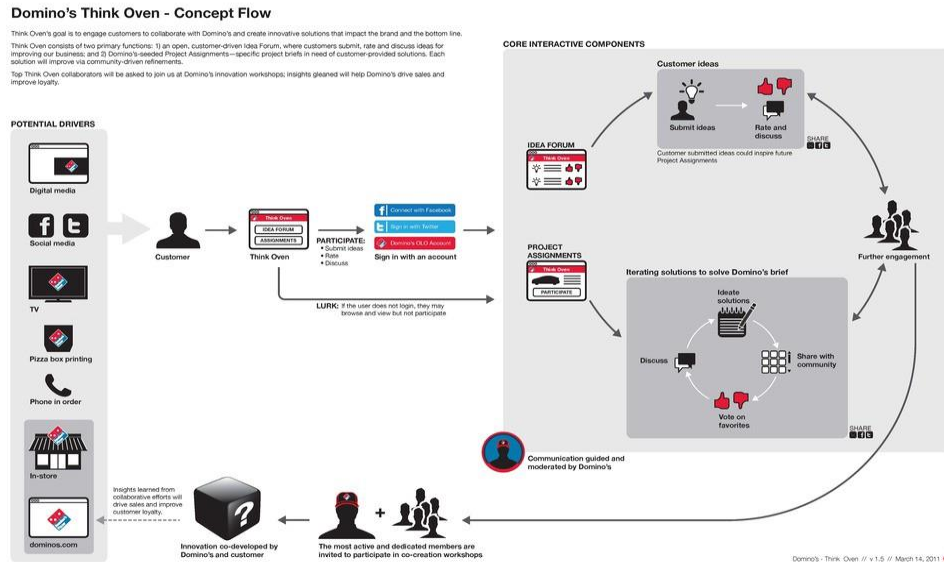 Domino's Think Oven - Concept Flow
Think Oven's goal is to engage customers to collaborate with Domino's and create innovative solutions that impact the brand and the bottom line.
Think Oven consists of two primary functions: 1) an open, customer-driven Idea Forum, where customers submit, rate and discuss ideas for
improving our business; and 2) Domino's-seeded Project Assignments—specific project briefs in need of customer-provided solutions. Each
solution will improve via community-driven refinements.
Top Think Oven collaborators will be asked to join us at Domino's innovation workshops; insights gleaned will help Domino's drive sales and
improve loyalty.
POTENTIAL DRIVERS
Digital media
Social media
TV
Pizza box printing
Phone in order
In-store
dominos.com
Customer
Think Oven
IDEA FORUM
ASSIGNMENTS
Think Oven
PARTICIPATE:
• Submit ideas
• Rate
• Discuss
Connect with Facebook
Sign in with Twitter
Domino's OLO Account
Sign in with an account
LURK: If the user does not login, they may
browse and view but not participate
CORE INTERACTIVE COMPONENTS
IDEA FORUM
Think Oven
Customer ideas
Submit ideas
Rate and
discuss
SHARE
Customer submitted ideas could inspire future
Project Assignments
PROJECT
ASSIGNMENTS
Think Oven
PARTICIPATE
Iterating solutions to solve Domino's brief
Ideate
solutions
Share with
community
Vote on
favorites
Discuss
SHARE
Further engagement
Communication guided and
moderated by Domino's
Insights learned from
collaborative efforts will
drive sales and improve
customer loyalty.
?
Innovation co-developed by
Domino's and customer
+
The most active and dedicated members are
invited to participate in co-creation workshops
Domino's - Think Oven // v 1.5 // March 14, 2011